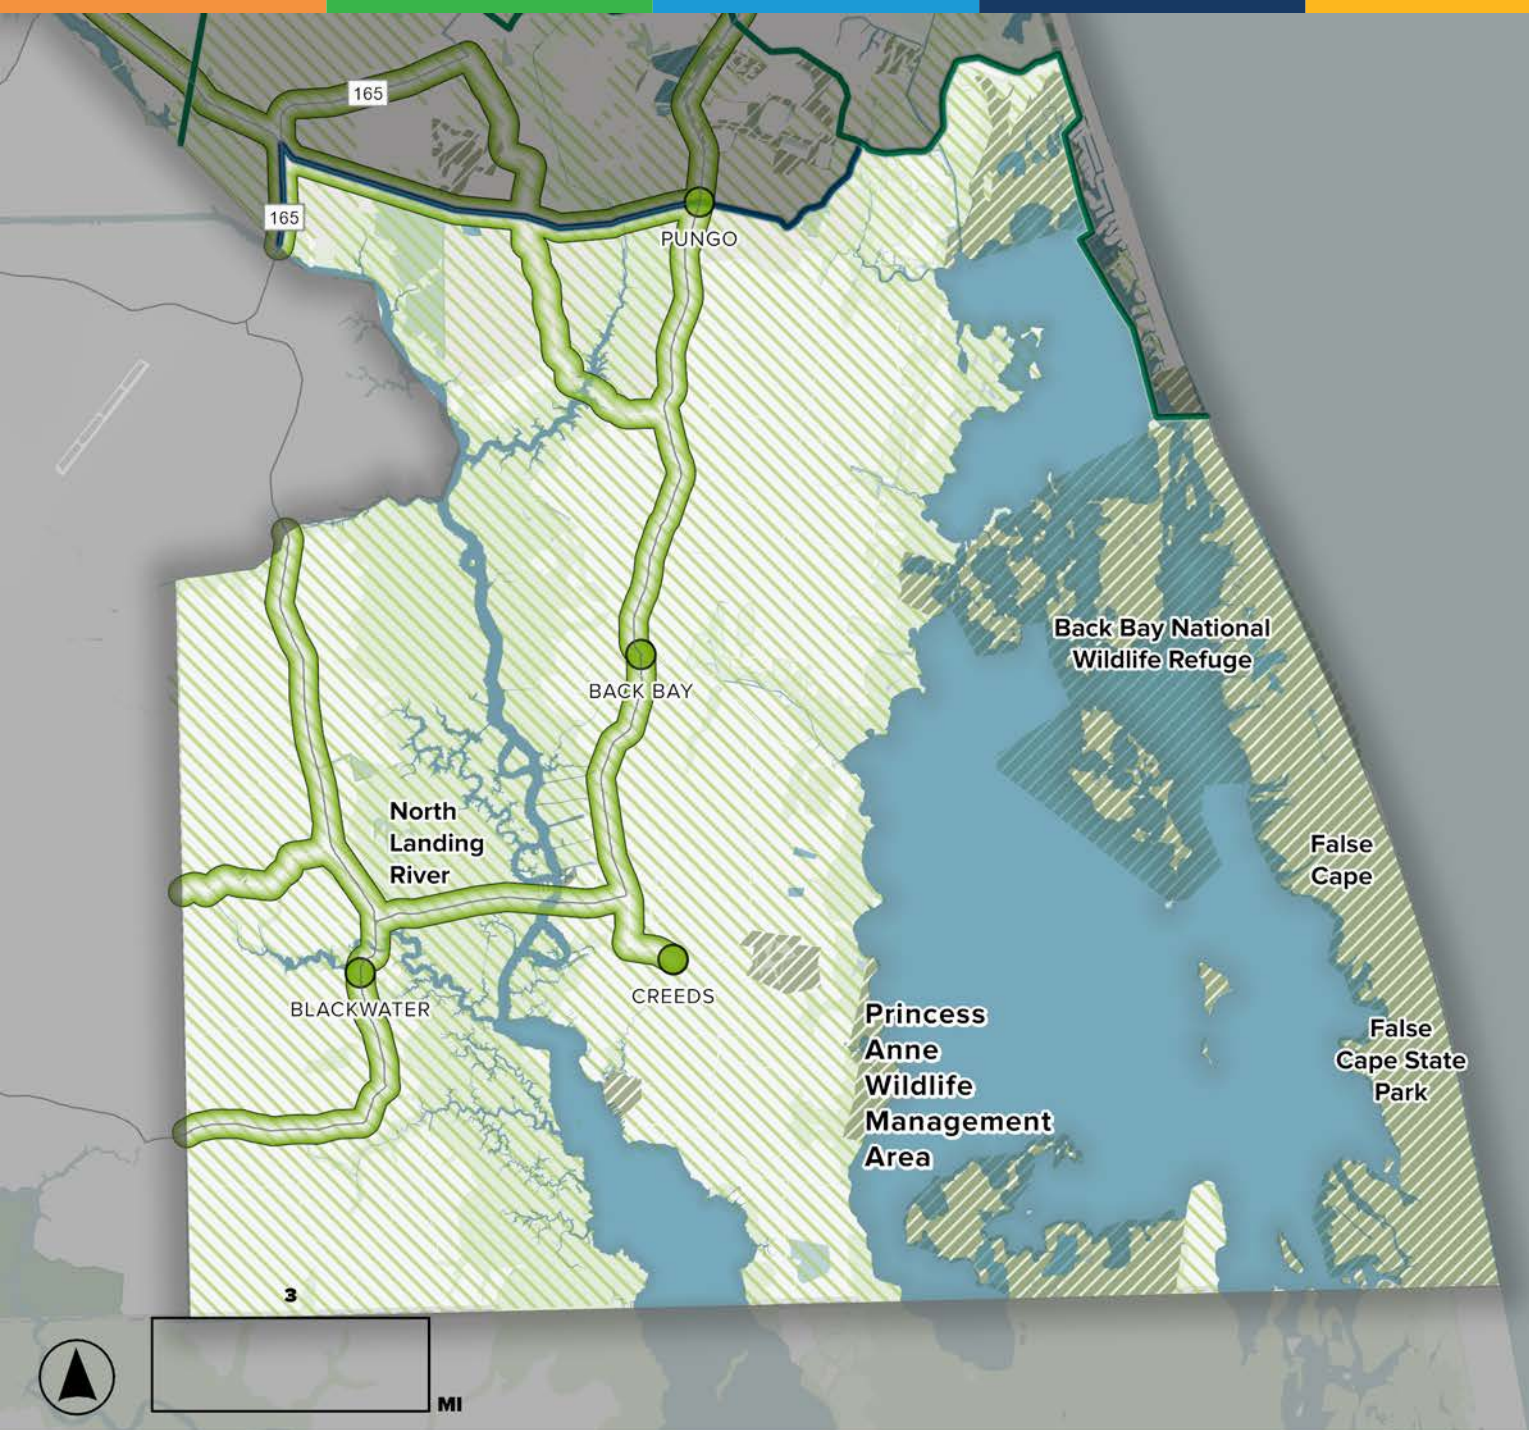 165
165
PUNGO
Back Bay National
Wildlife Refuge
BACK BAY
North
Landing
River
False
Cape
CREEDS
BLACKWATER
Princess
Anne
Wildlife
Management
Area
False
Cape State
Park
3
MI